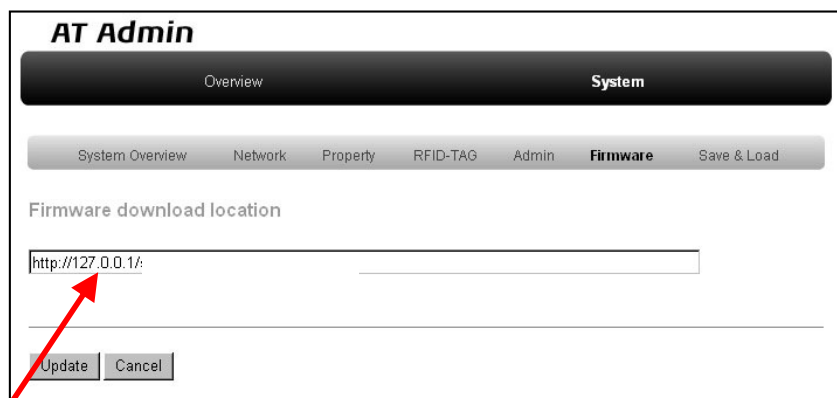 AT Admin
Overview System
System Overview Network Property RFID-TAG Admin Firmware Save & Load
Firmware download location
http://127.0.0.1/
Update Cancel